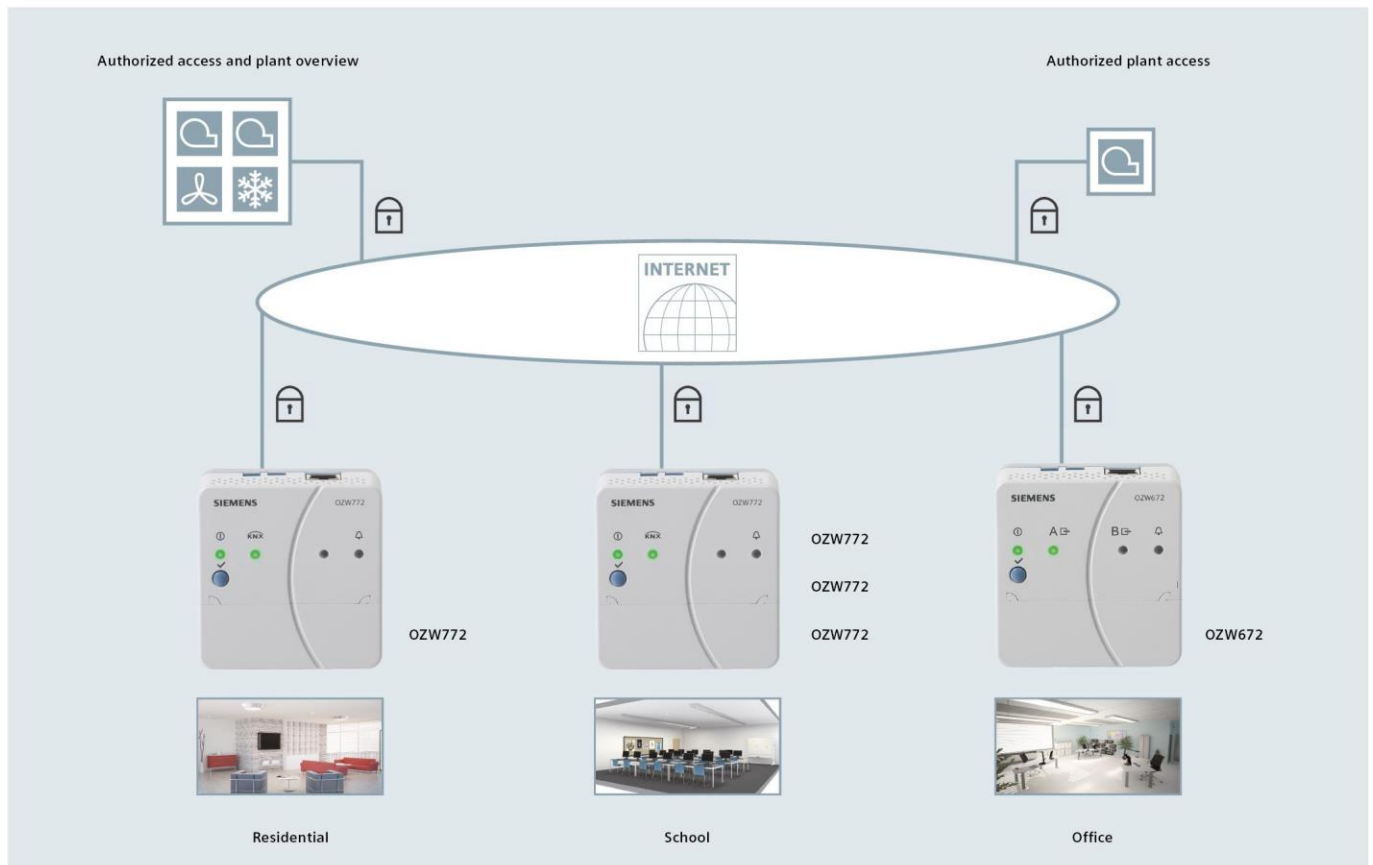 Authorized access and plant overview
Authorized plant access
INTERNET
SIEMENS OZW772
KNX
OZW772
SIEMENS OZW772
KNX
OZW772
OZW772
OZW772
SIEMENS OZW672
A B
OZW672
Residential
School
Office